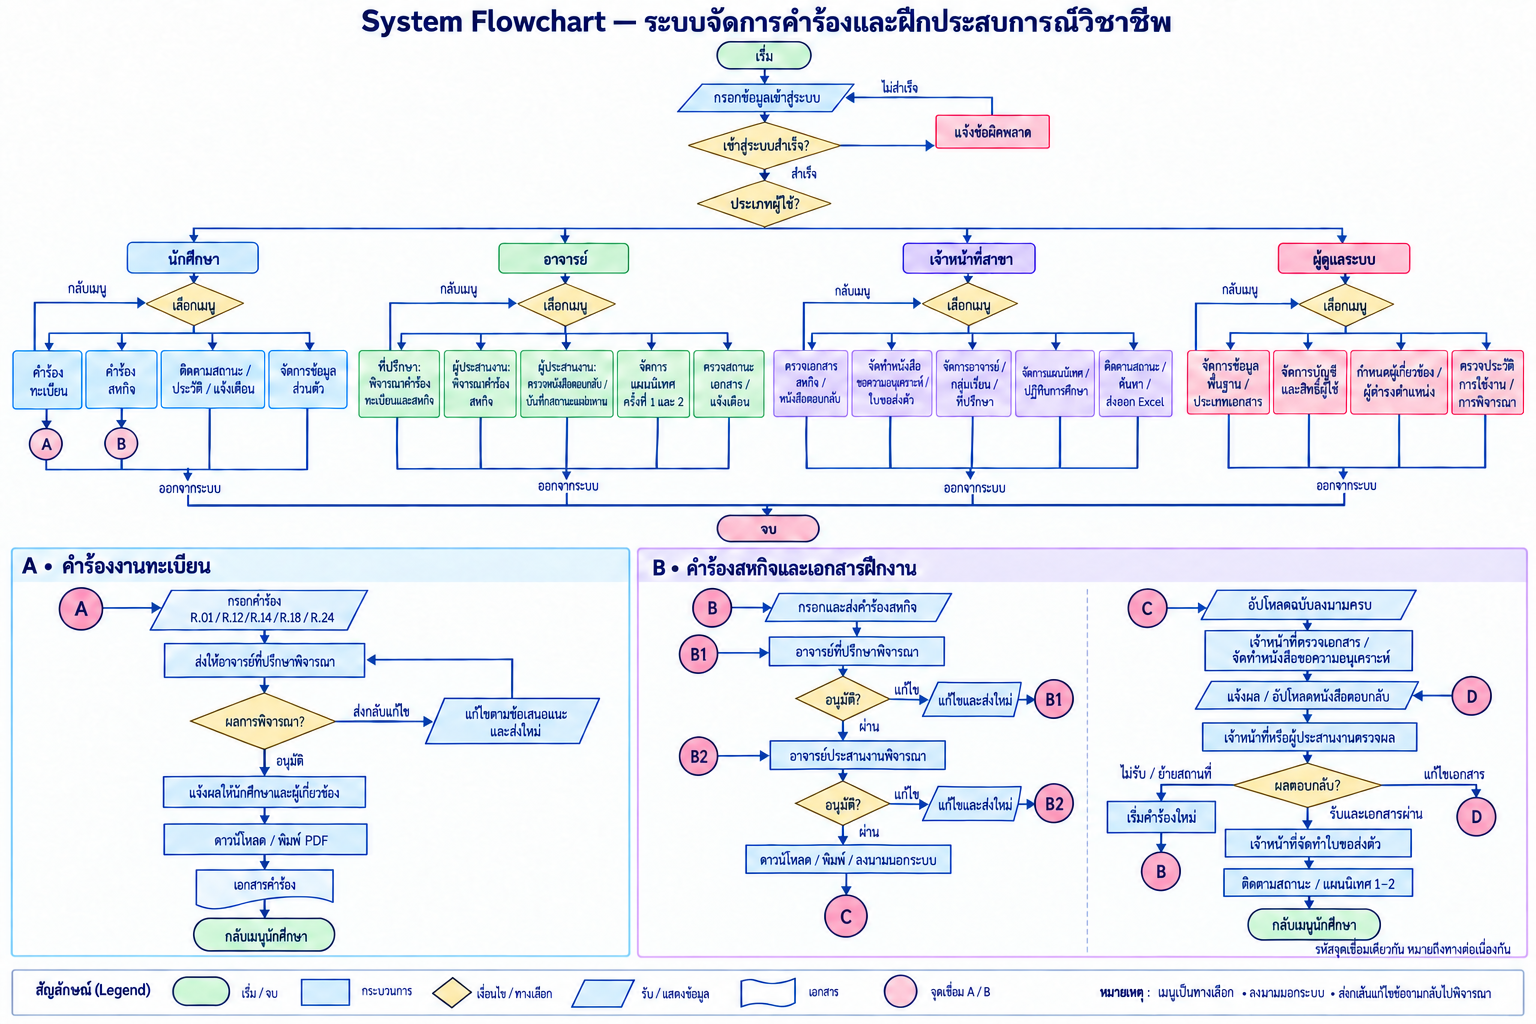 System Flowchart — ระบบจัดการคำร้องและฝึกประสบการณ์วิชาชีพ
เริ่ม
กรอกข้อมูลเข้าสู่ระบบ
ไม่สำเร็จ
แจ้งข้อผิดพลาด
เข้าสู่ระบบสำเร็จ?
สำเร็จ
ประเภทผู้ใช้?
นักศึกษา
อาจารย์
เจ้าหน้าที่สาขา
ผู้ดูแลระบบ
กลับเมนู
เลือกเมนู
กลับเมนู
เลือกเมนู
กลับเมนู
เลือกเมนู
กลับเมนู
เลือกเมนู
คำร้อง
ทะเบียน
คำร้อง
สหกิจ
ติดตามสถานะ /
ประวัติ / แจ้งเตือน
จัดการข้อมูล
ส่วนตัว
ที่ปรึกษา:
พิจารณาคำร้อง
ทะเบียนและสหกิจ
ผู้ประสานงาน:
พิจารณาคำร้อง
สหกิจ
ผู้ประสานงาน:
ตรวจหนังสือตอบกลับ /
จัดการ
แผนนิเทศ
ครั้งที่ 1 และ 2
ตรวจสถานะ
เอกสาร /
แจ้งเตือน
ตรวจเอกสาร
สหกิจ /
หนังสือตอบกลับ
จัดทำหนังสือ
ขอความอนุเคราะห์ /
ใบขอส่งตัว
จัดการอาจารย์ /
กลุ่มเรียน /
ที่ปรึกษา
จัดการแผนนิเทศ /
ปฏิทินการศึกษา
ติดตามสถานะ /
ค้นหา /
ส่งออก Excel
จัดการข้อมูล
พื้นฐาน /
ประเภทเอกสาร
จัดการบัญชี
และสิทธิ์ผู้ใช้
กำหนดผู้เกี่ยวข้อง /
ผู้ดำรงตำแหน่ง
ตรวจประวัติ
การใช้งาน /
การพิจารณา
A
B
ออกจากระบบ
ออกจากระบบ
ออกจากระบบ
ออกจากระบบ
จบ
A • คำร้องงานทะเบียน
A
กรอกคำร้อง
R.01 / R.12 / R.14 / R.18 / R.24
ส่งให้อาจารย์ที่ปรึกษาพิจารณา
ผลการพิจารณา?
ส่งกลับแก้ไข
แก้ไขตามข้อเสนอแนะ
และส่งใหม่
อนุมัติ
แจ้งผลให้นักศึกษาและผู้เกี่ยวข้อง
ดาวน์โหลด / พิมพ์ PDF
เอกสารคำร้อง
กลับเมนูนักศึกษา
B • คำร้องสหกิจและเอกสารฝึกงาน
B
กรอกและส่งคำร้องสหกิจ
B1
อาจารย์ที่ปรึกษาพิจารณา
อนุมัติ?
แก้ไข
แก้ไขและส่งใหม่
B1
ผ่าน
B2
อาจารย์ประสานงานพิจารณา
อนุมัติ?
แก้ไข
แก้ไขและส่งใหม่
B2
ผ่าน
ดาวน์โหลด / พิมพ์ / ลงนามนอกระบบ
C
C
อัปโหลดฉบับลงนามครบ
เจ้าหน้าที่ตรวจเอกสาร /
จัดทำหนังสือขอความอนุเคราะห์
แจ้งผล / อัปโหลดหนังสือตอบกลับ
D
เจ้าหน้าที่หรือผู้ประสานงานตรวจผล
ไม่รับ / ย้ายสถานที่
ผลตอบกลับ?
แก้ไขเอกสาร
เริ่มคำร้องใหม่
รับและเอกสารผ่าน
D
เจ้าหน้าที่จัดทำใบขอส่งตัว
B
ติดตามสถานะ / แผนนิเทศ 1–2
กลับเมนูนักศึกษา
รหัสจุดเชื่อมเดียวกัน หมายถึงทางต่อเนื่องกัน
สัญลักษณ์ (Legend)
เริ่ม / จบ
กระบวนการ
เงื่อนไข / ทางเลือก
รับ / แสดงข้อมูล
เอกสาร
จุดเชื่อม A / B
หมายเหตุ : เมนูเป็นทางเลือก